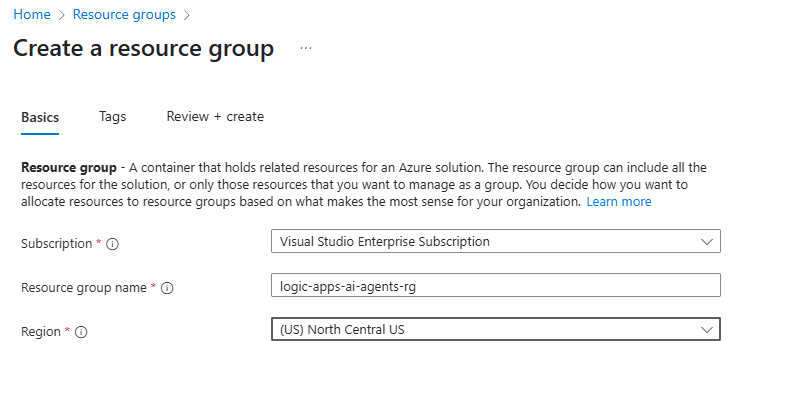 Home > Resource groups >
Create a resource group ...
Basics Tags Review + create
Resource group - A container that holds related resources for an Azure solution. The resource group can include all the
resources for the solution, or only those resources that you want to manage as a group. You decide how you want to
allocate resources to resource groups based on what makes the most sense for your organization. Learn more
Subscription * Visual Studio Enterprise Subscription
Resource group name * logic-apps-ai-agents-rg
Region * (US) North Central US